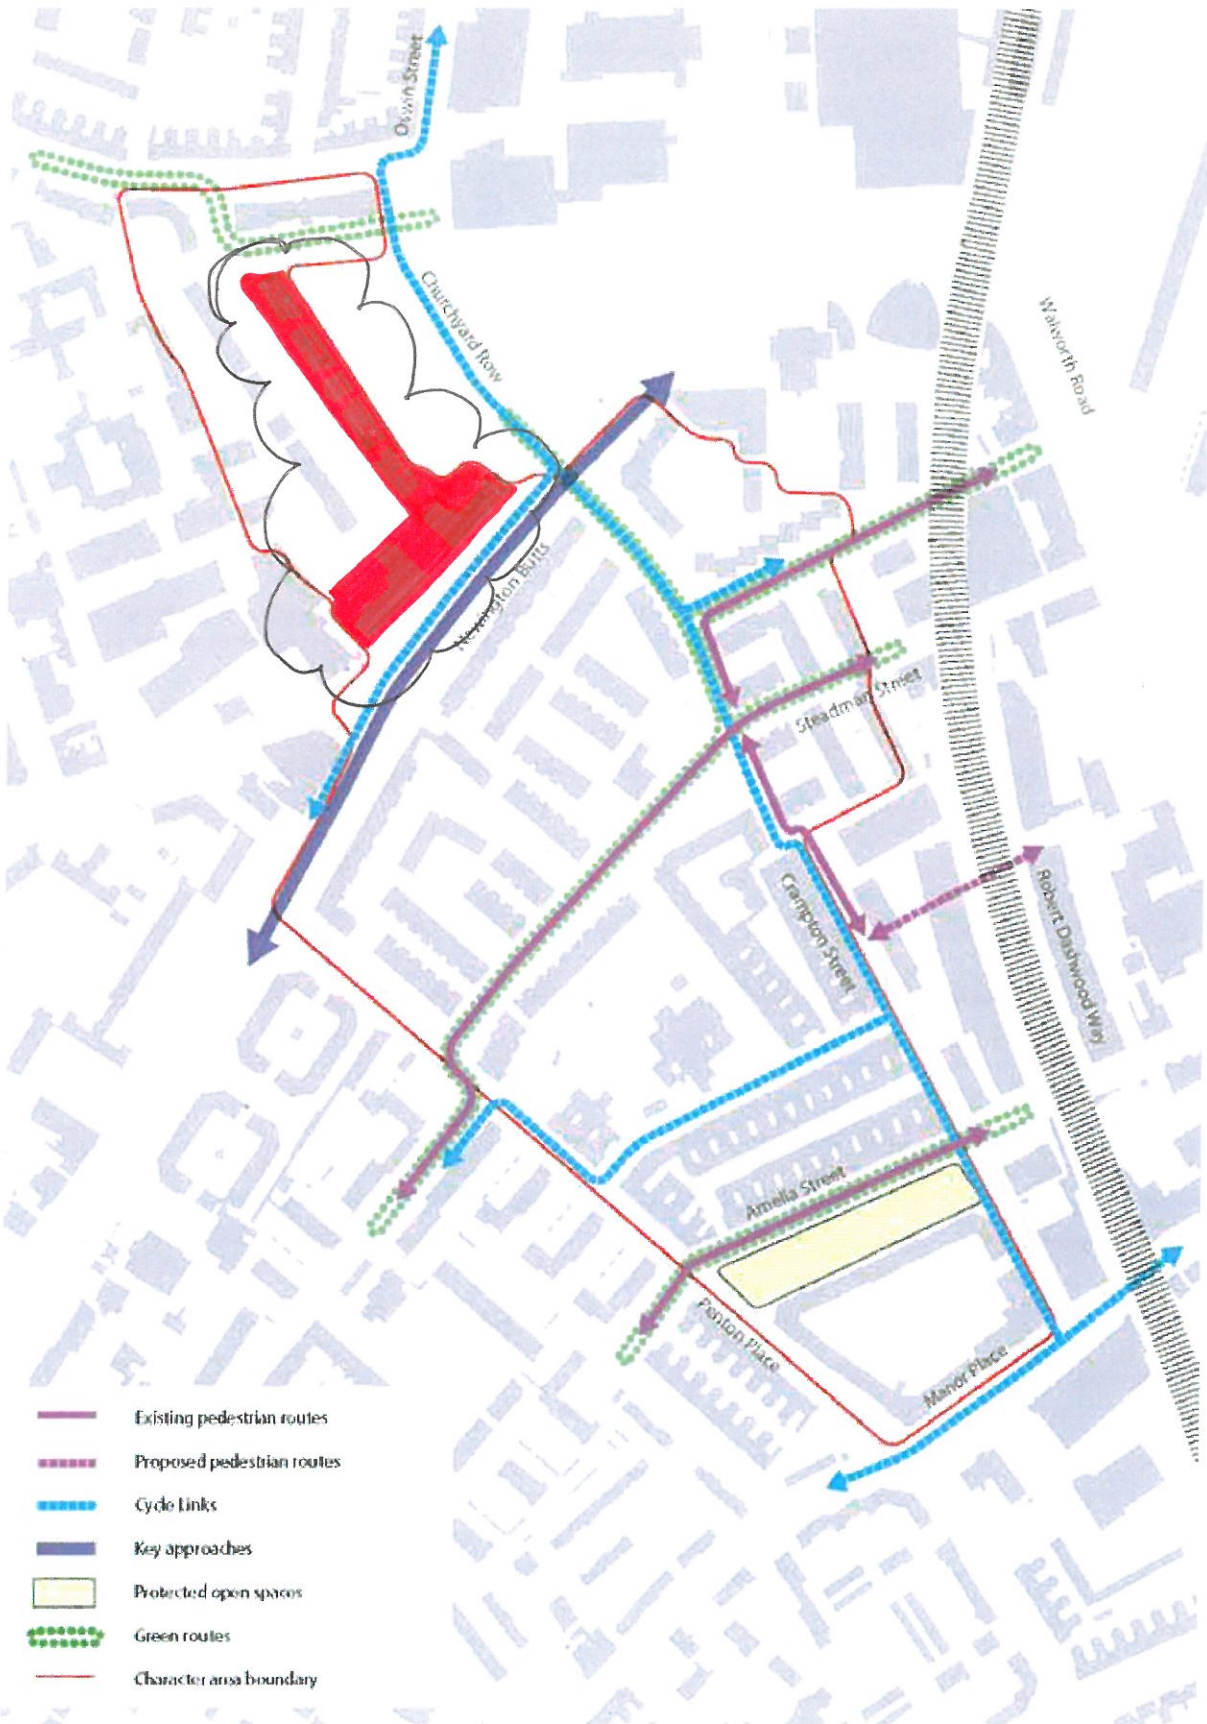 Oswin Street
Churchyard Row
Walworth Road
Newington Butts
Steadman Street
Crampton Street
Robert Dashwood Way
Amelia Street
Penton Place
Manor Place
Existing pedestrian routes
Proposed pedestrian routes
Cycle Links
Key approaches
Protected open spaces
Green routes
Character area boundary